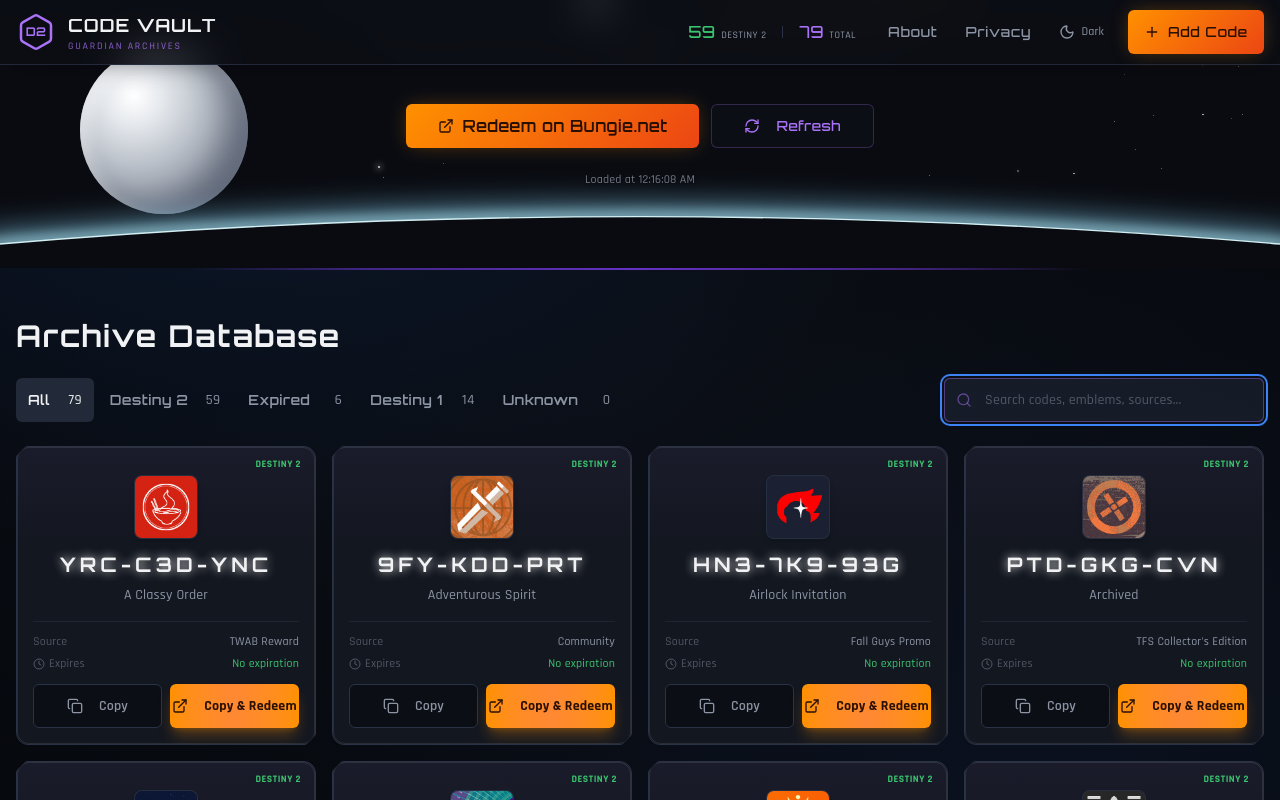 D2
CODE VAULT
GUARDIAN ARCHIVES
59 DESTINY 2
79 TOTAL
About
Privacy
Dark
Add Code
Redeem on Bungie.net
Refresh
Loaded at 12:16:08 AM
Archive Database
All 79
Destiny 2 59
Expired 6
Destiny 1 14
Unknown 0
Search codes, emblems, sources...
DESTINY 2
YRC-C3D-YNC
A Classy Order
Source TWAB Reward
Expires No expiration
Copy
Copy & Redeem
DESTINY 2
9FY-KDD-PRT
Adventurous Spirit
Source Community
Expires No expiration
Copy
Copy & Redeem
DESTINY 2
HN3-7K9-93G
Airlock Invitation
Source Fall Guys Promo
Expires No expiration
Copy
Copy & Redeem
DESTINY 2
PTD-GKG-CVN
Archived
Source TFS Collector's Edition
Expires No expiration
Copy
Copy & Redeem
DESTINY 2
DESTINY 2
DESTINY 2
DESTINY 2